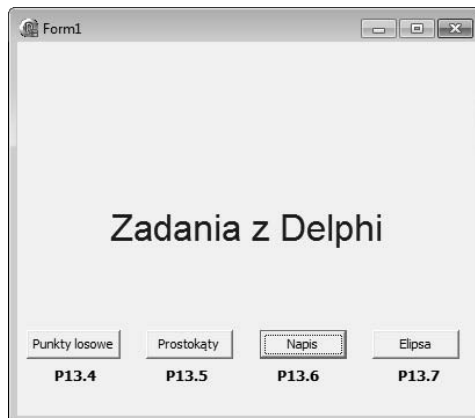 Form1
Zadania z Delphi
Punkty losowe Prostokąty Napis Elipsa
P13.4 P13.5 P13.6 P13.7